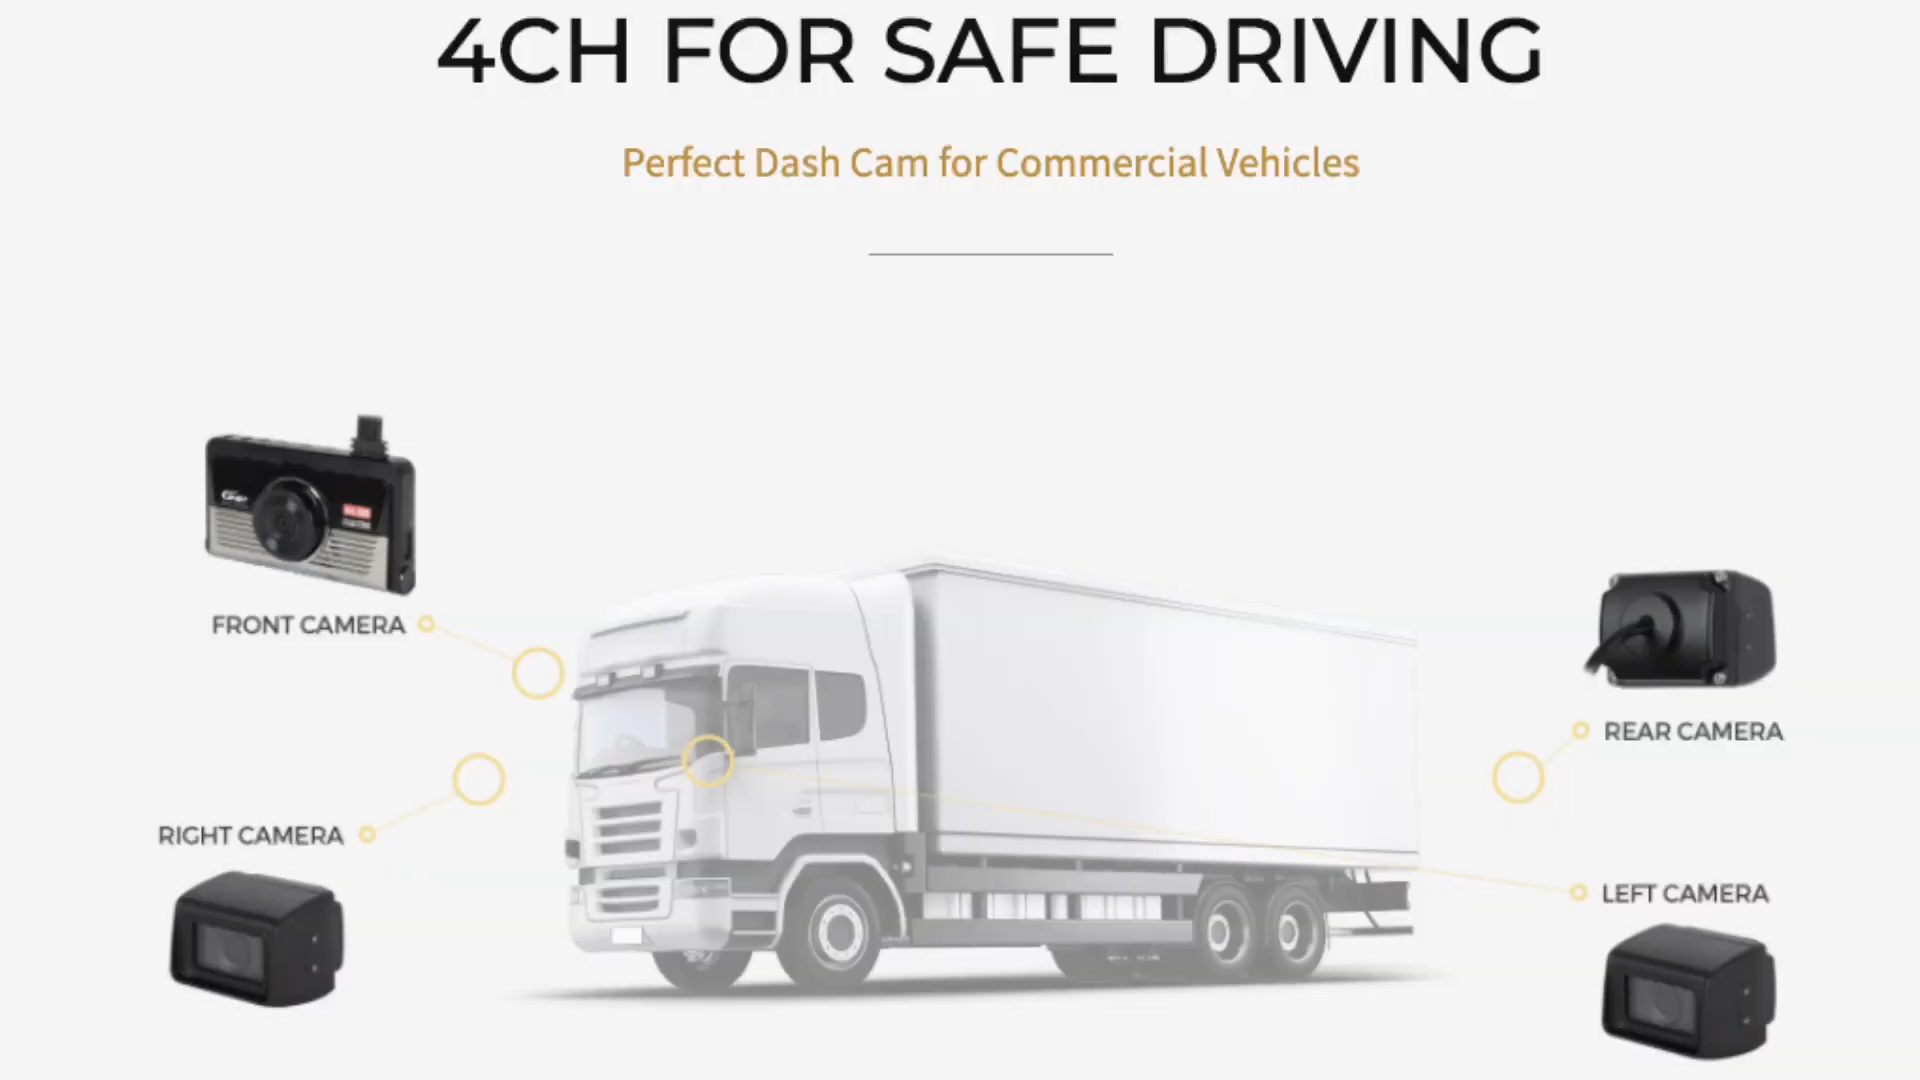 4CH FOR SAFE DRIVING
Perfect Dash Cam for Commercial Vehicles
FRONT CAMERA
REAR CAMERA
RIGHT CAMERA
LEFT CAMERA